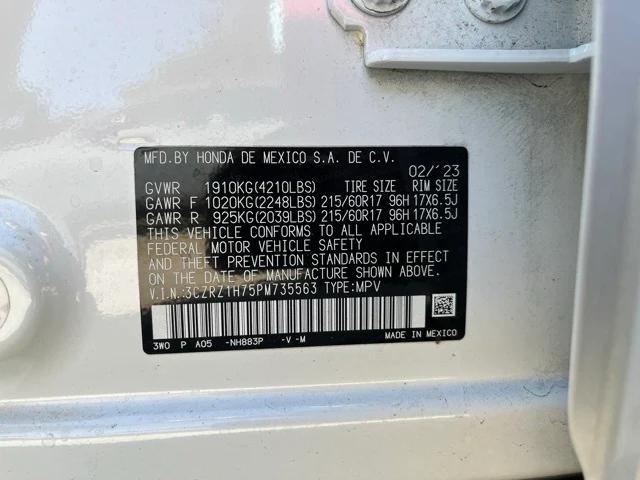 MFD.BY HONDA DE MEXICO S.A. DE C.V.
02/'23
GVWR 1910KG(4210LBS) TIRE SIZE RIM SIZE
GAWR F 1020KG(2248LBS) 215/60R17 96H 17X6.5J
GAWR R 925KG(2039LBS) 215/60R17 96H 17X6.5J
THIS VEHICLE CONFORMS TO ALL APPLICABLE
FEDERAL MOTOR VEHICLE SAFETY
AND THEFT PREVENTION STANDARDS IN EFFECT
ON THE DATE OF MANUFACTURE SHOWN ABOVE.
V.I.N.:3CZRZ1H75PM735563 TYPE:MPV
3W0 P A05 -NH883P -V -M MADE IN MEXICO